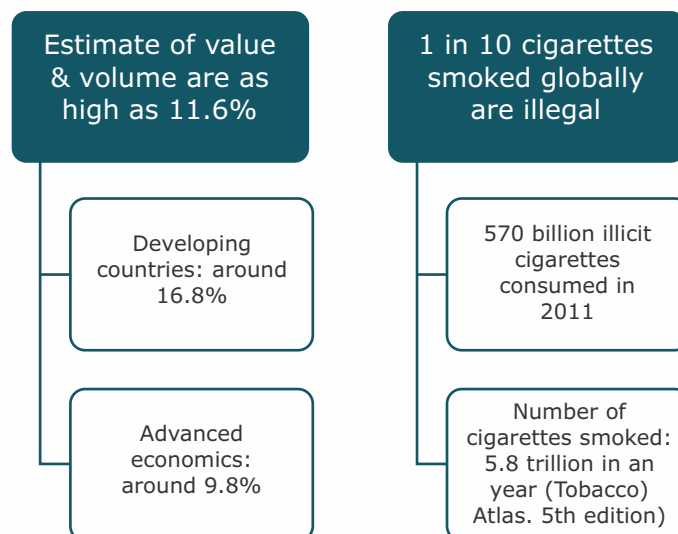 Estimate of value
& volume are as
high as 11.6%
Developing
countries: around
16.8%
Advanced
economics:
around 9.8%
1 in 10 cigarettes
smoked globally
are illegal
570 billion illicit
cigarettes
consumed in
2011
Number of
cigarettes smoked:
5.8 trillion in an
year (Tobacco)
Atlas. 5th edition)